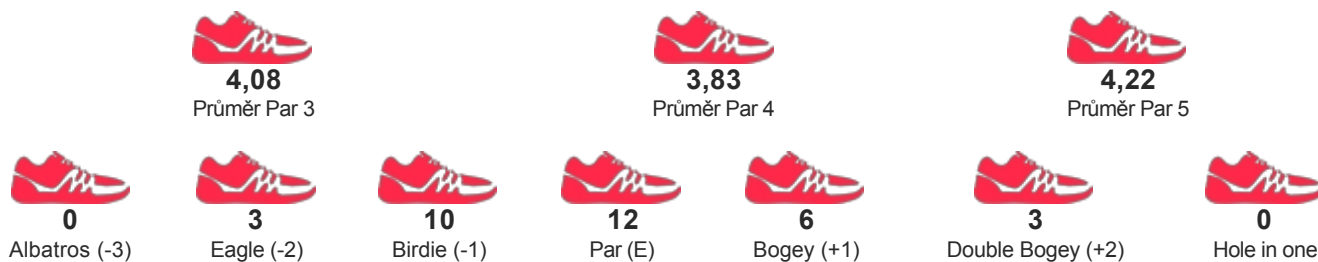 4,08
Průměr Par 3
3,83
Průměr Par 4
4,22
Průměr Par 5
0
Albatros (-3)
3
Eagle (-2)
10
Birdie (-1)
12
Par (E)
6
Bogey (+1)
3
Double Bogey (+2)
0
Hole in one